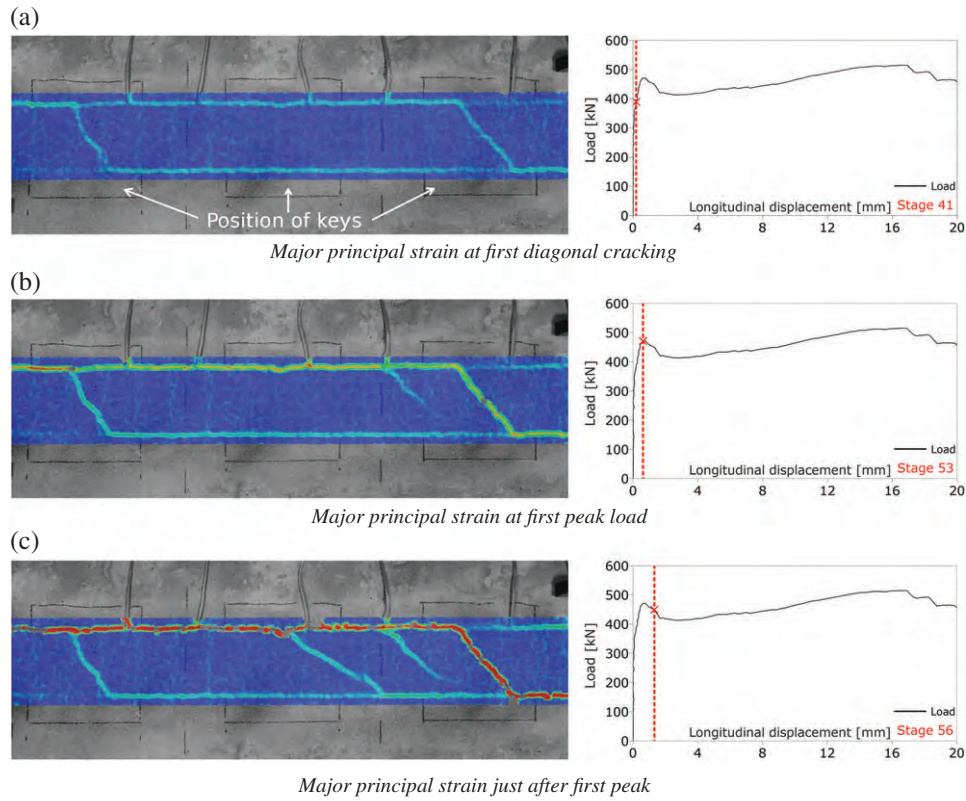 (a)
Position of keys
600
500
400
300
200
100
0
Load [kN]
Load
Longitudinal displacement [mm] Stage 41
0 4 8 12 16 20
Major principal strain at first diagonal cracking
(b)
600
500
400
300
200
100
0
Load [kN]
Load
Longitudinal displacement [mm] Stage 53
0 4 8 12 16 20
Major principal strain at first peak load
(c)
600
500
400
300
200
100
0
Load [kN]
Load
Longitudinal displacement [mm] Stage 56
0 4 8 12 16 20
Major principal strain just after first peak